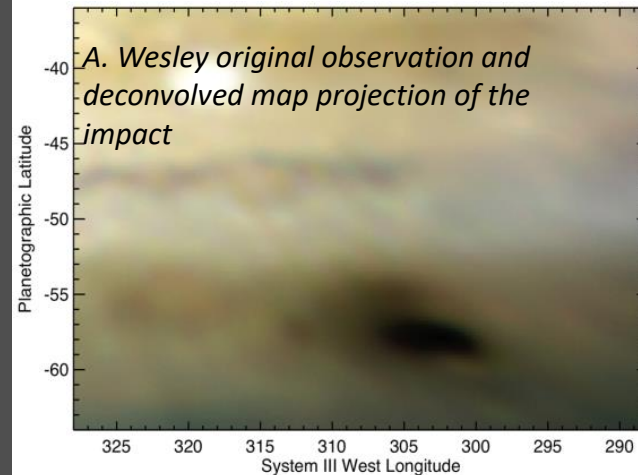 A. Wesley original observation and
deconvolved map projection of the
impact
-40
-45
-50
-55
-60
Planetographic Latitude
325 320 315 310 305 300 295 290
System III West Longitude